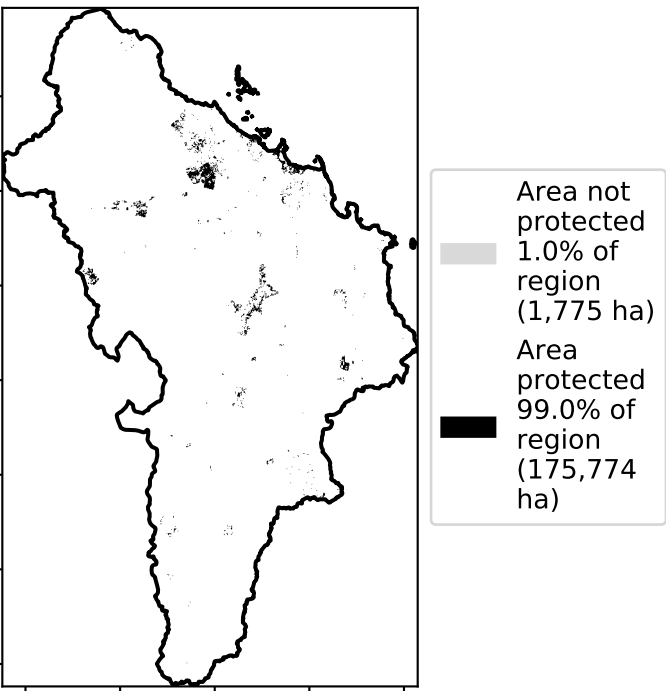 Area not
protected
1.0% of
region
(1,775 ha)
Area
protected
99.0% of
region
(175,774
ha)